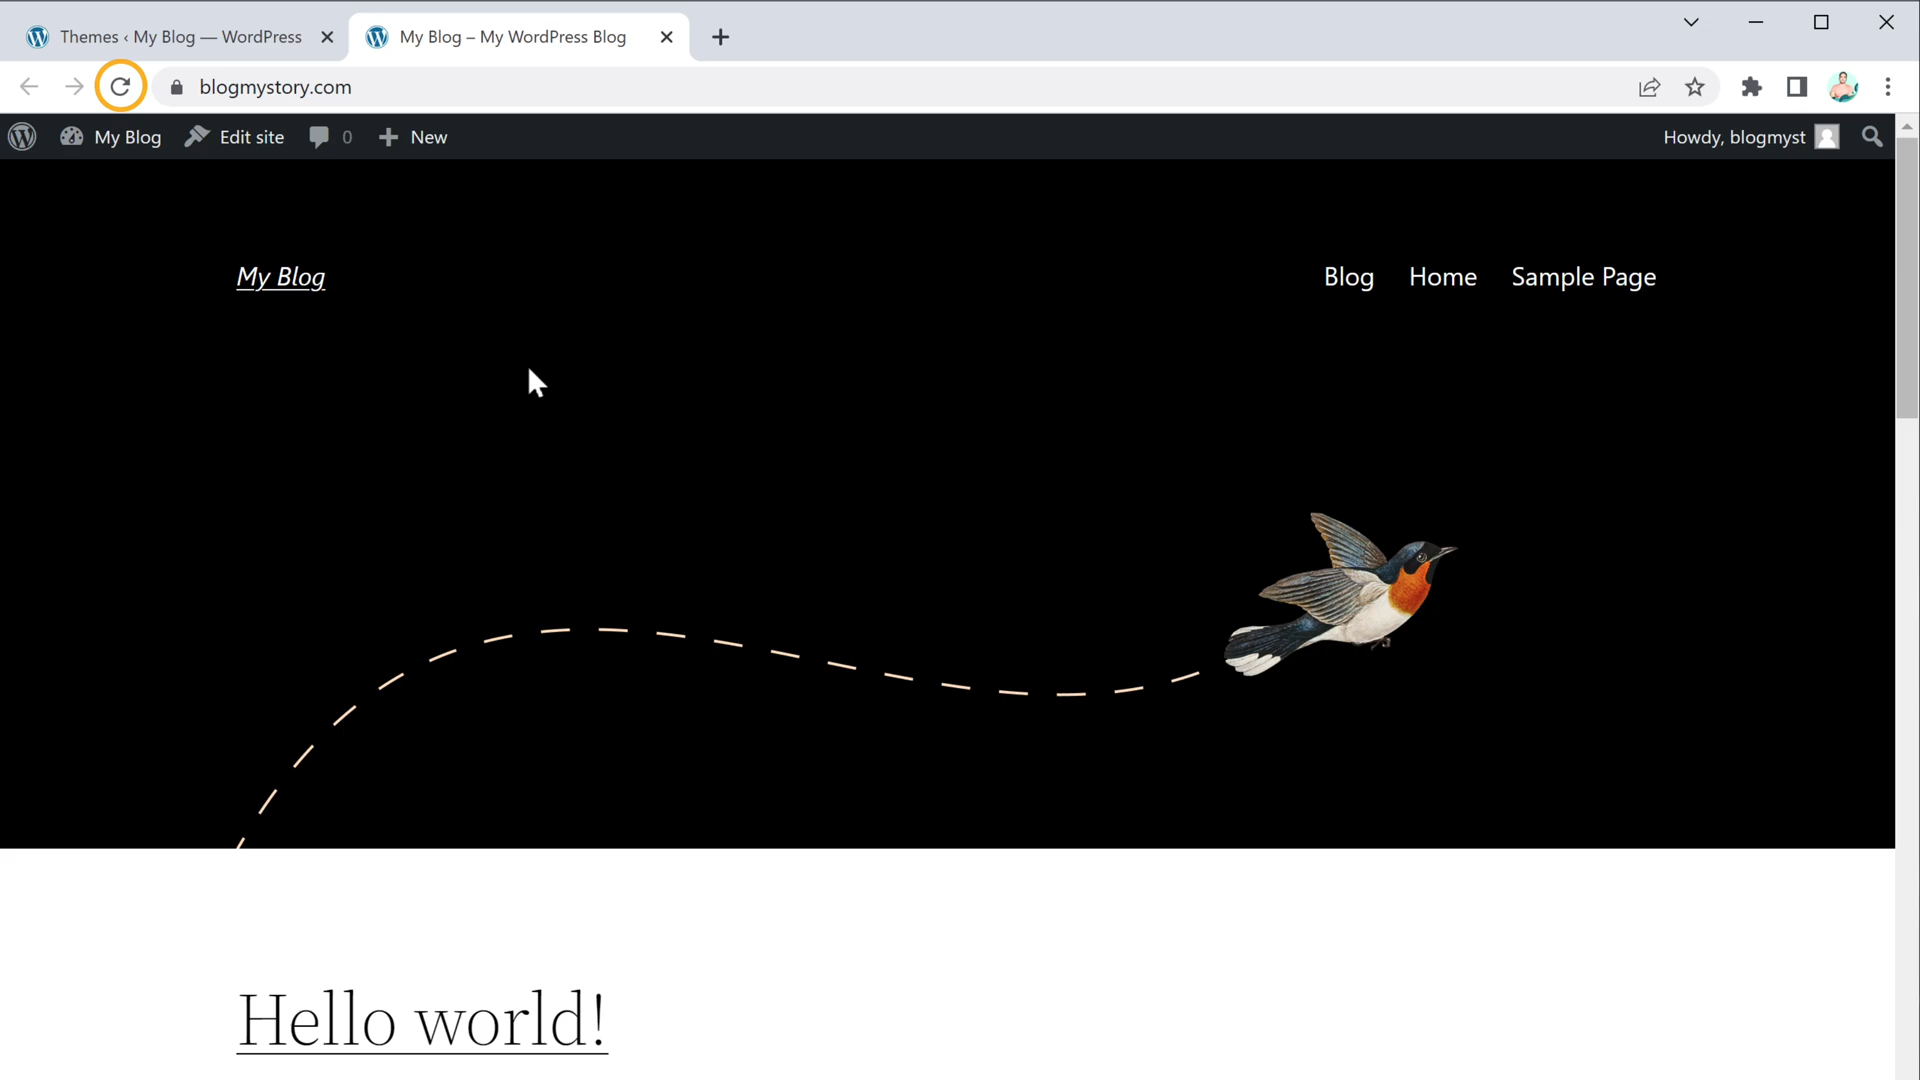 Themes ‹ My Blog — WordPress
My Blog – My WordPress Blog
blogmystory.com
My Blog
Edit site
0
New
Howdy, blogmyst
My Blog
Blog
Home
Sample Page
Hello world!